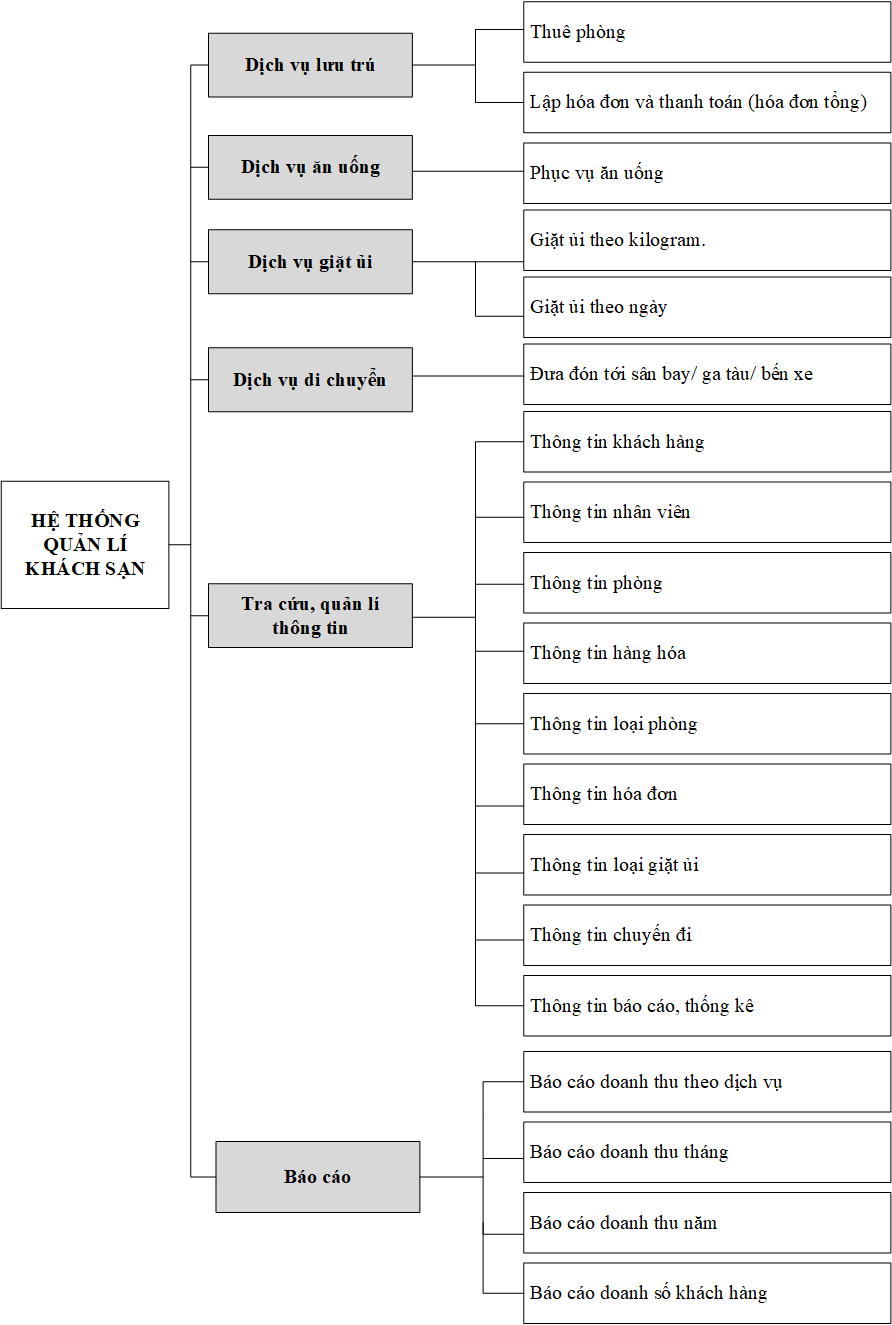 HỆ THỐNG
QUẢN LÍ
KHÁCH SẠN
Dịch vụ lưu trú
Thuê phòng
Lập hóa đơn và thanh toán (hóa đơn tổng)
Dịch vụ ăn uống
Phục vụ ăn uống
Dịch vụ giặt ủi
Giặt ủi theo kilogram.
Giặt ủi theo ngày
Dịch vụ di chuyển
Đưa đón tới sân bay/ ga tàu/ bến xe
Tra cứu, quản lí
thông tin
Thông tin khách hàng
Thông tin nhân viên
Thông tin phòng
Thông tin hàng hóa
Thông tin loại phòng
Thông tin hóa đơn
Thông tin loại giặt ủi
Thông tin chuyến đi
Thông tin báo cáo, thống kê
Báo cáo
Báo cáo doanh thu theo dịch vụ
Báo cáo doanh thu tháng
Báo cáo doanh thu năm
Báo cáo doanh số khách hàng